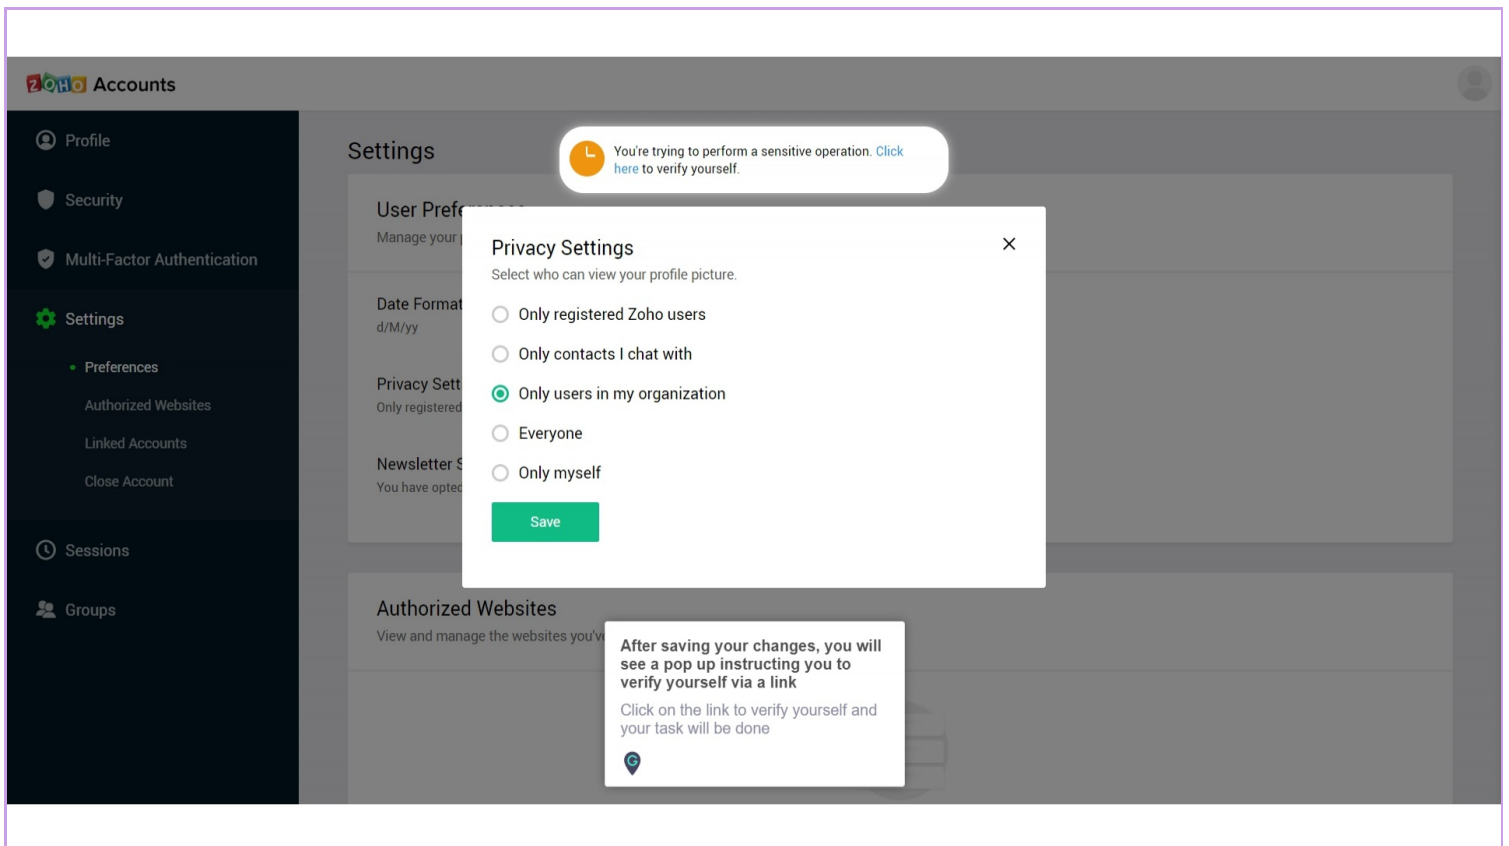 ZOHO Accounts
Profile
Security
Multi-Factor Authentication
Settings
Preferences
Authorized Websites
Linked Accounts
Close Account
Sessions
Groups
Settings
You're trying to perform a sensitive operation. Click
here to verify yourself.
User
Manage your
Date Format
d/M/yy
Privacy
Only registered
Newsletter
You have
Privacy Settings
Select who can view your profile picture.
Only registered Zoho users
Only contacts I chat with
Only users in my organization
Everyone
Only myself
Save
Authorized Websites
View and manage the websites
After saving your changes, you will
see a pop up instructing you to
verify yourself via a link
Click on the link to verify yourself and
your task will be done
G